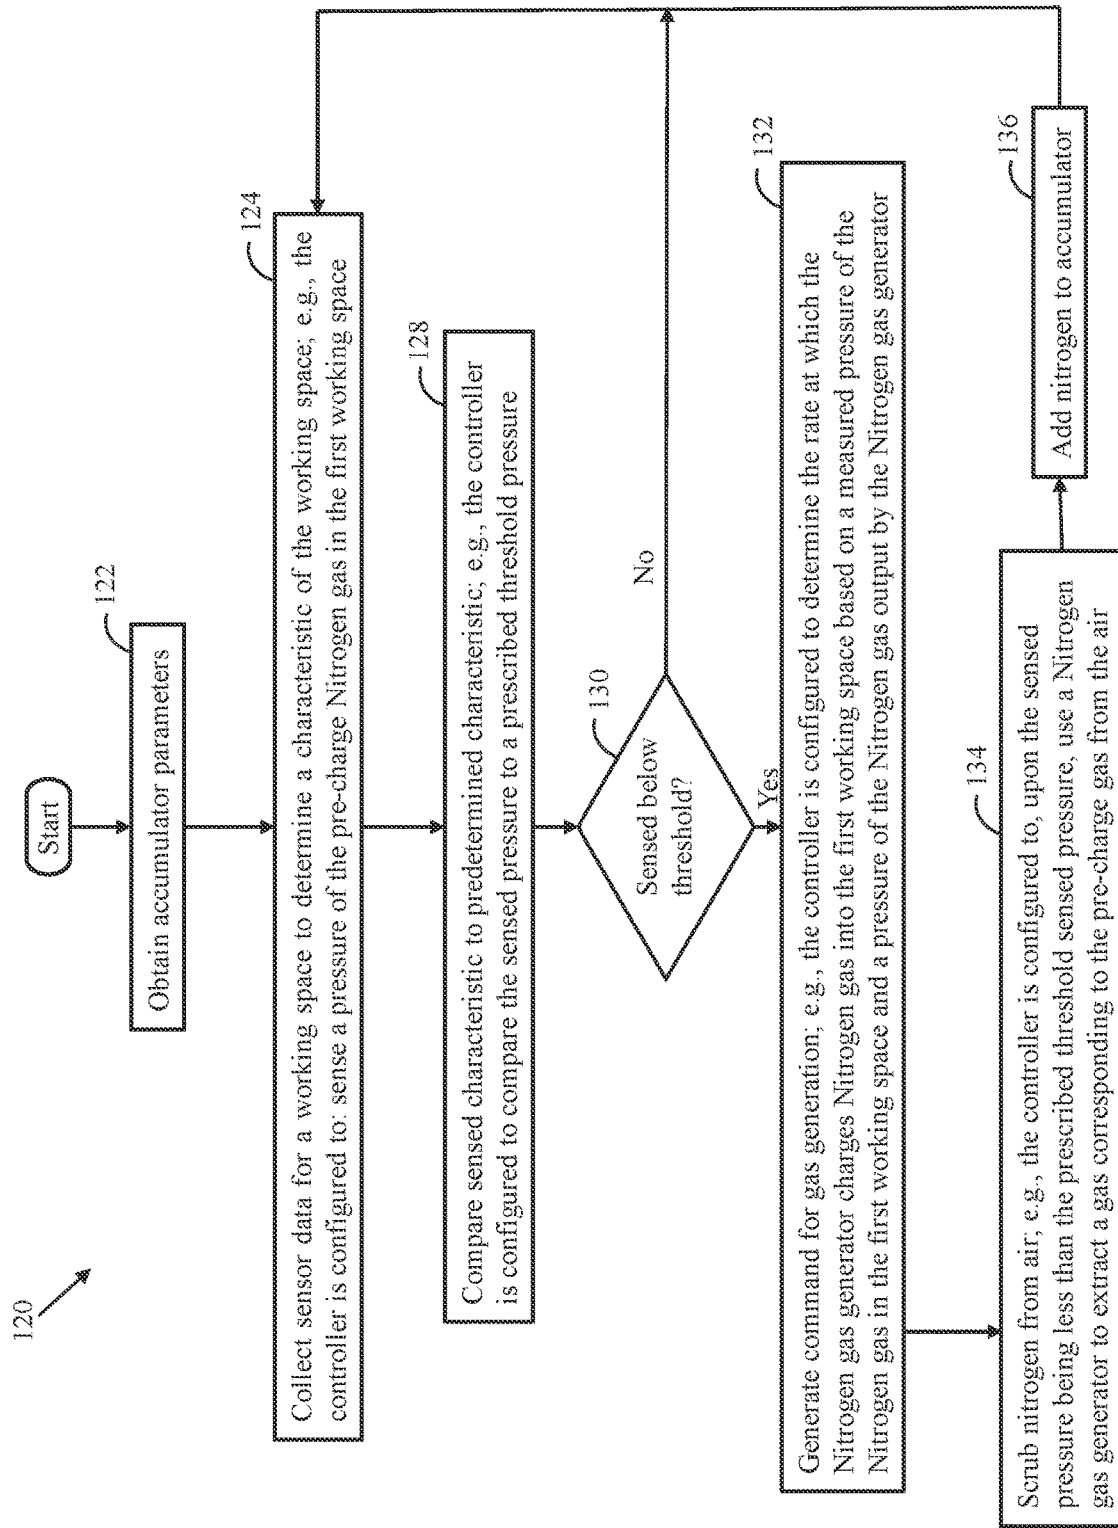 120
Start
122
Obtain accumulator parameters
124
Collect sensor data for a working space to determine a characteristic of the working space; e.g., the
controller is configured to: sense a pressure of the pre-charge Nitrogen gas in the first working space
128
Compare sensed characteristic to predetermined characteristic; e.g., the controller
is configured to compare the sensed pressure to a prescribed threshold pressure
130
Sensed below
threshold?
No
Yes
132
Generate command for gas generation; e.g., the controller is configured to determine the rate at which the
Nitrogen gas generator charges Nitrogen gas into the first working space based on a measured pressure of the
Nitrogen gas in the first working space and a pressure of the Nitrogen gas output by the Nitrogen gas generator
134
Scrub nitrogen from air; e.g., the controller is configured to, upon the sensed
pressure being less than the prescribed threshold sensed pressure, use a Nitrogen
gas generator to extract a gas corresponding to the pre-charge gas from the air
136
Add nitrogen to accumulator